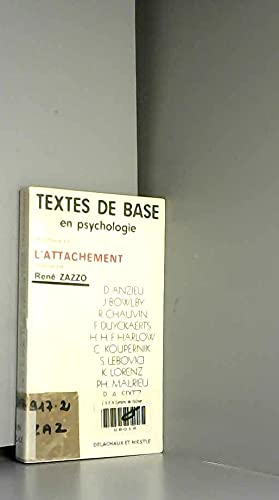 TEXTES DE BASE
en psychologie
L'ATTACHEMENT
René ZAZZO
D. ANZIEU
J. BOWLBY
R. CHAUVIN
F. DUYCKAERTS
H. H. F. HARLOW
C. KOUPERNIK
S. LEBOVICI
K. LORENZ
PH. MALRIEU
ZAZ
DELACHAUX ET NIESTLÉ